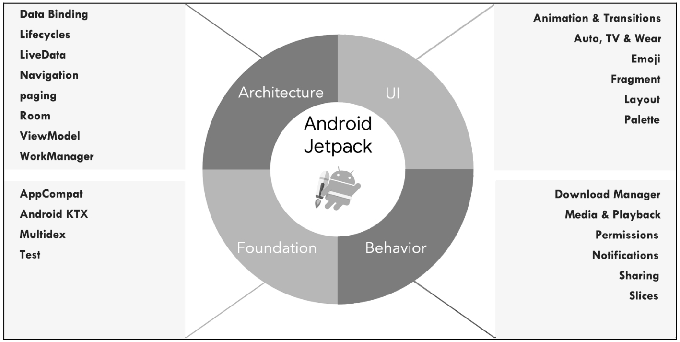 Data Binding
Lifecycles
LiveData
Navigation
paging
Room
ViewModel
WorkManager
Animation & Transitions
Auto, TV & Wear
Emoji
Fragment
Layout
Palette
Architecture
UI
Android
Jetpack
Foundation
Behavior
AppCompat
Android KTX
Multidex
Test
Download Manager
Media & Playback
Permissions
Notifications
Sharing
Slices